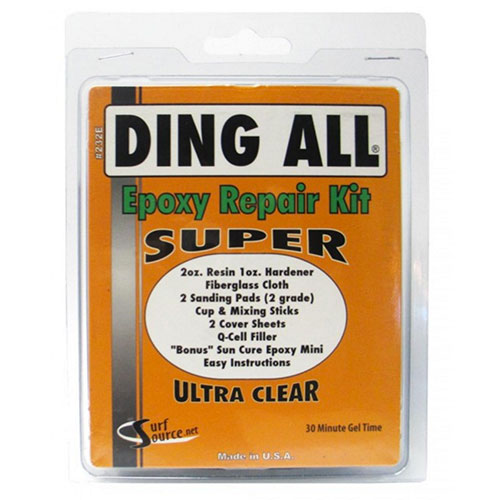 #232E
DING ALL®
Epoxy Repair Kit
SUPER
2oz. Resin 1oz. Hardener
Fiberglass Cloth
2 Sanding Pads (2 grade)
Cup & Mixing Sticks
2 Cover Sheets
Q-Cell Filler
"Bonus" Sun Cure Epoxy Mini
Easy Instructions
ULTRA CLEAR
Surf
Source.net
30 Minute Gel Time
Made in U.S.A.